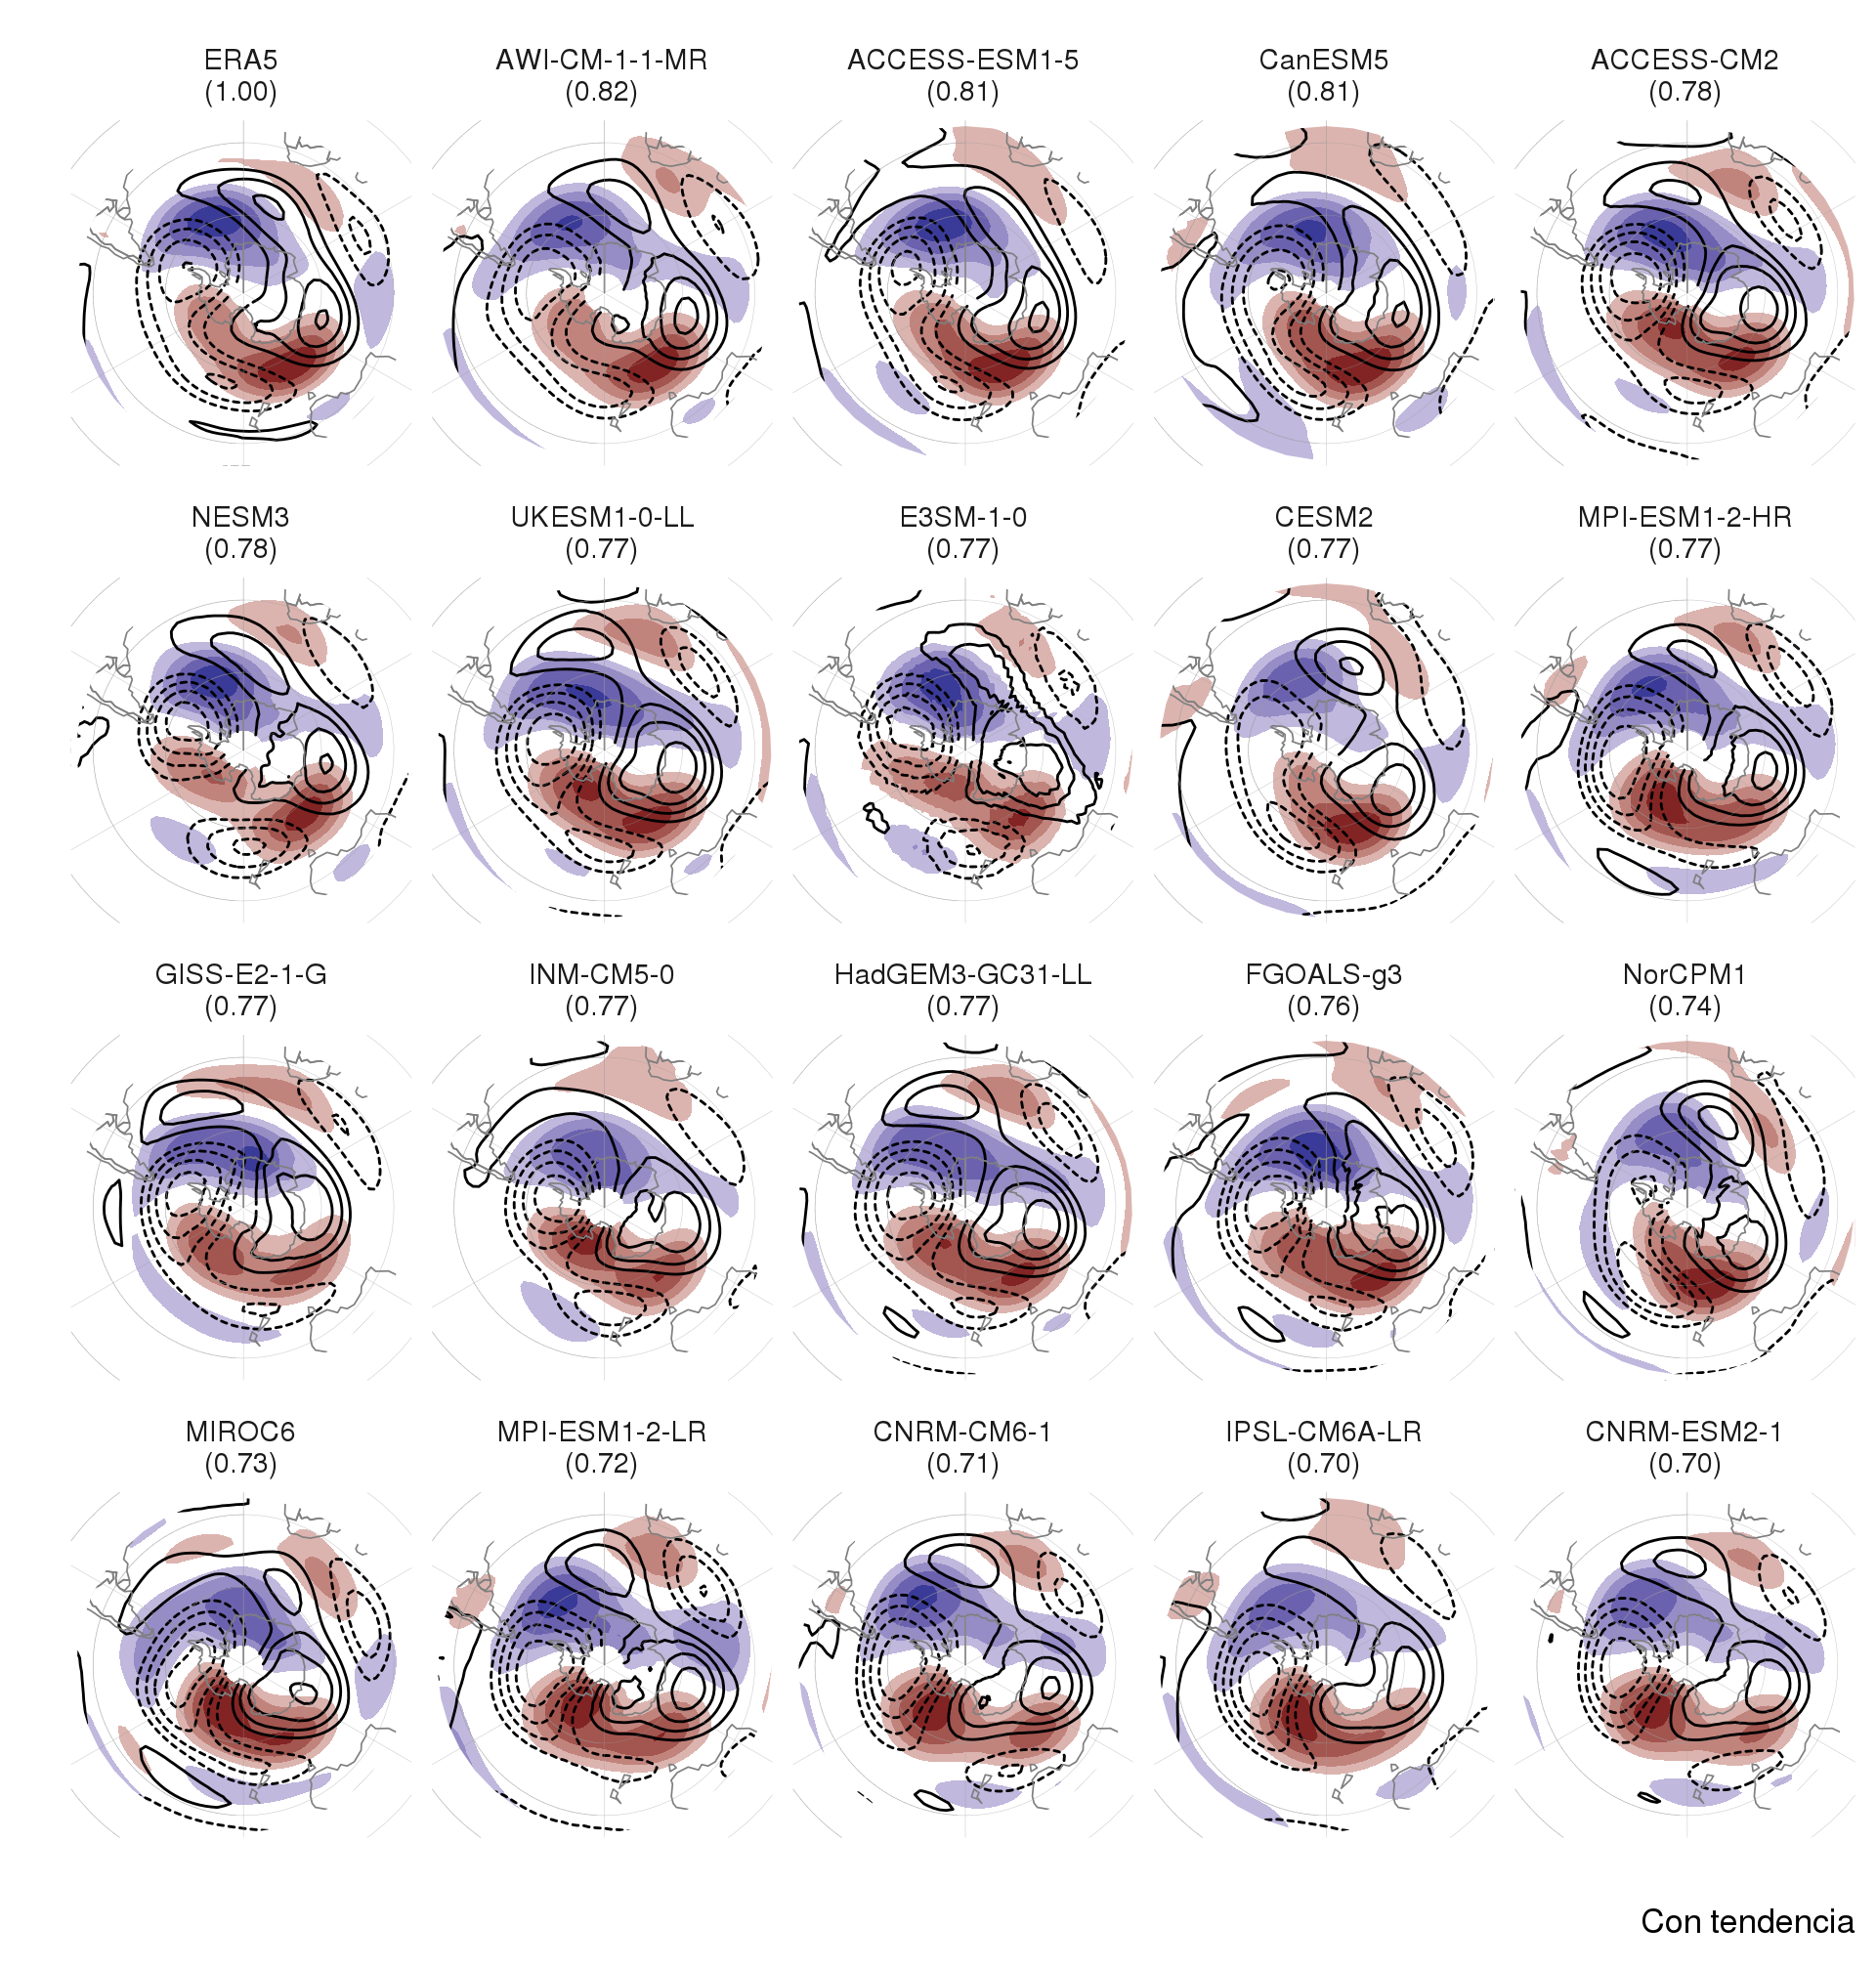 ERA5
(1.00)
AWI-CM-1-1-MR
(0.82)
ACCESS-ESM1-5
(0.81)
CanESM5
(0.81)
ACCESS-CM2
(0.78)
NESM3
(0.78)
UKESM1-0-LL
(0.77)
E3SM-1-0
(0.77)
CESM2
(0.77)
MPI-ESM1-2-HR
(0.77)
GISS-E2-1-G
(0.77)
INM-CM5-0
(0.77)
HadGEM3-GC31-LL
(0.77)
FGOALS-g3
(0.76)
NorCPM1
(0.74)
MIROC6
(0.73)
MPI-ESM1-2-LR
(0.72)
CNRM-CM6-1
(0.71)
IPSL-CM6A-LR
(0.70)
CNRM-ESM2-1
(0.70)
Con tendencia